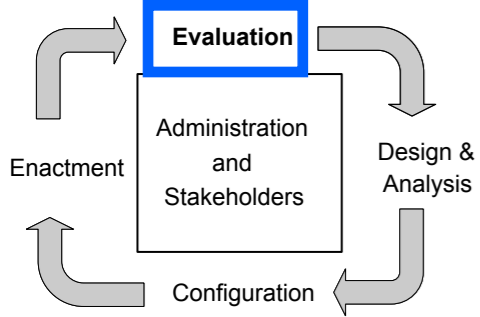 Evaluation
Administration
and
Stakeholders
Design &
Analysis
Enactment
Configuration